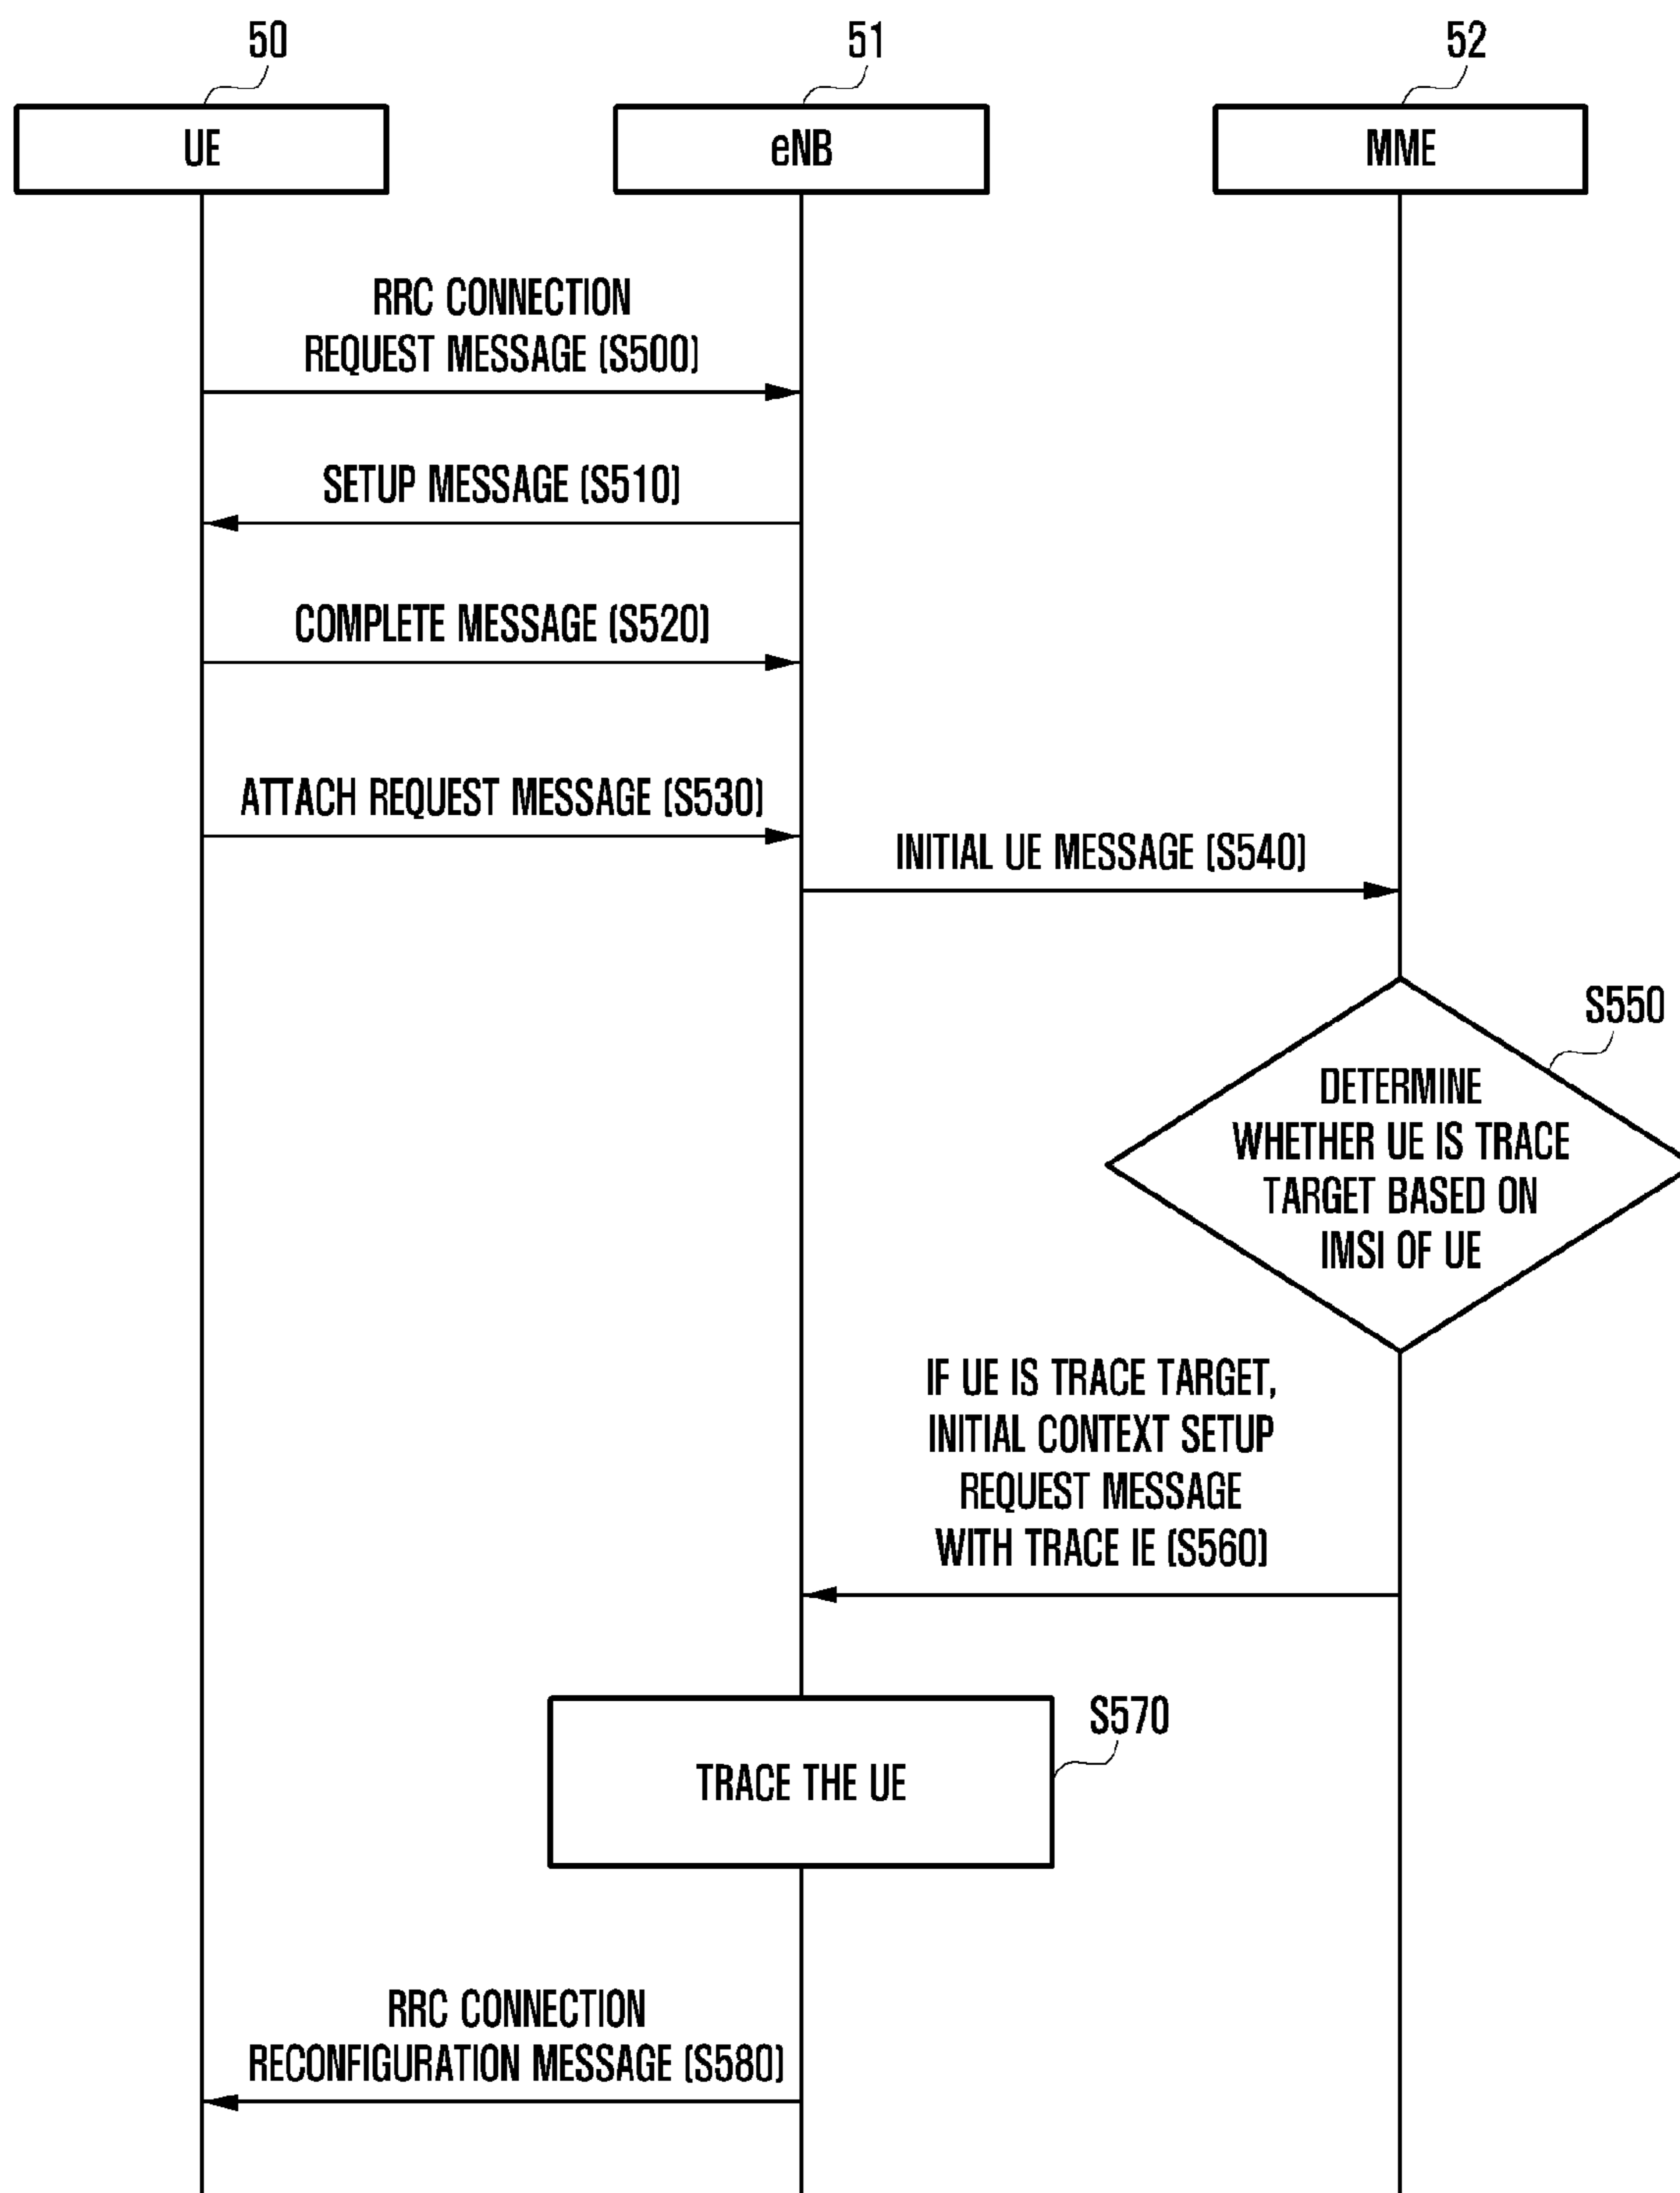 50
51
52
UE
eNB
MME
RRC CONNECTION
REQUEST MESSAGE (S500)
SETUP MESSAGE (S510)
COMPLETE MESSAGE (S520)
ATTACH REQUEST MESSAGE (S530)
INITIAL UE MESSAGE (S540)
S550
DETERMINE
WHETHER UE IS TRACE
TARGET BASED ON
IMSI OF UE
IF UE IS TRACE TARGET,
INITIAL CONTEXT SETUP
REQUEST MESSAGE
WITH TRACE IE (S560)
S570
TRACE THE UE
RRC CONNECTION
RECONFIGURATION MESSAGE (S580)